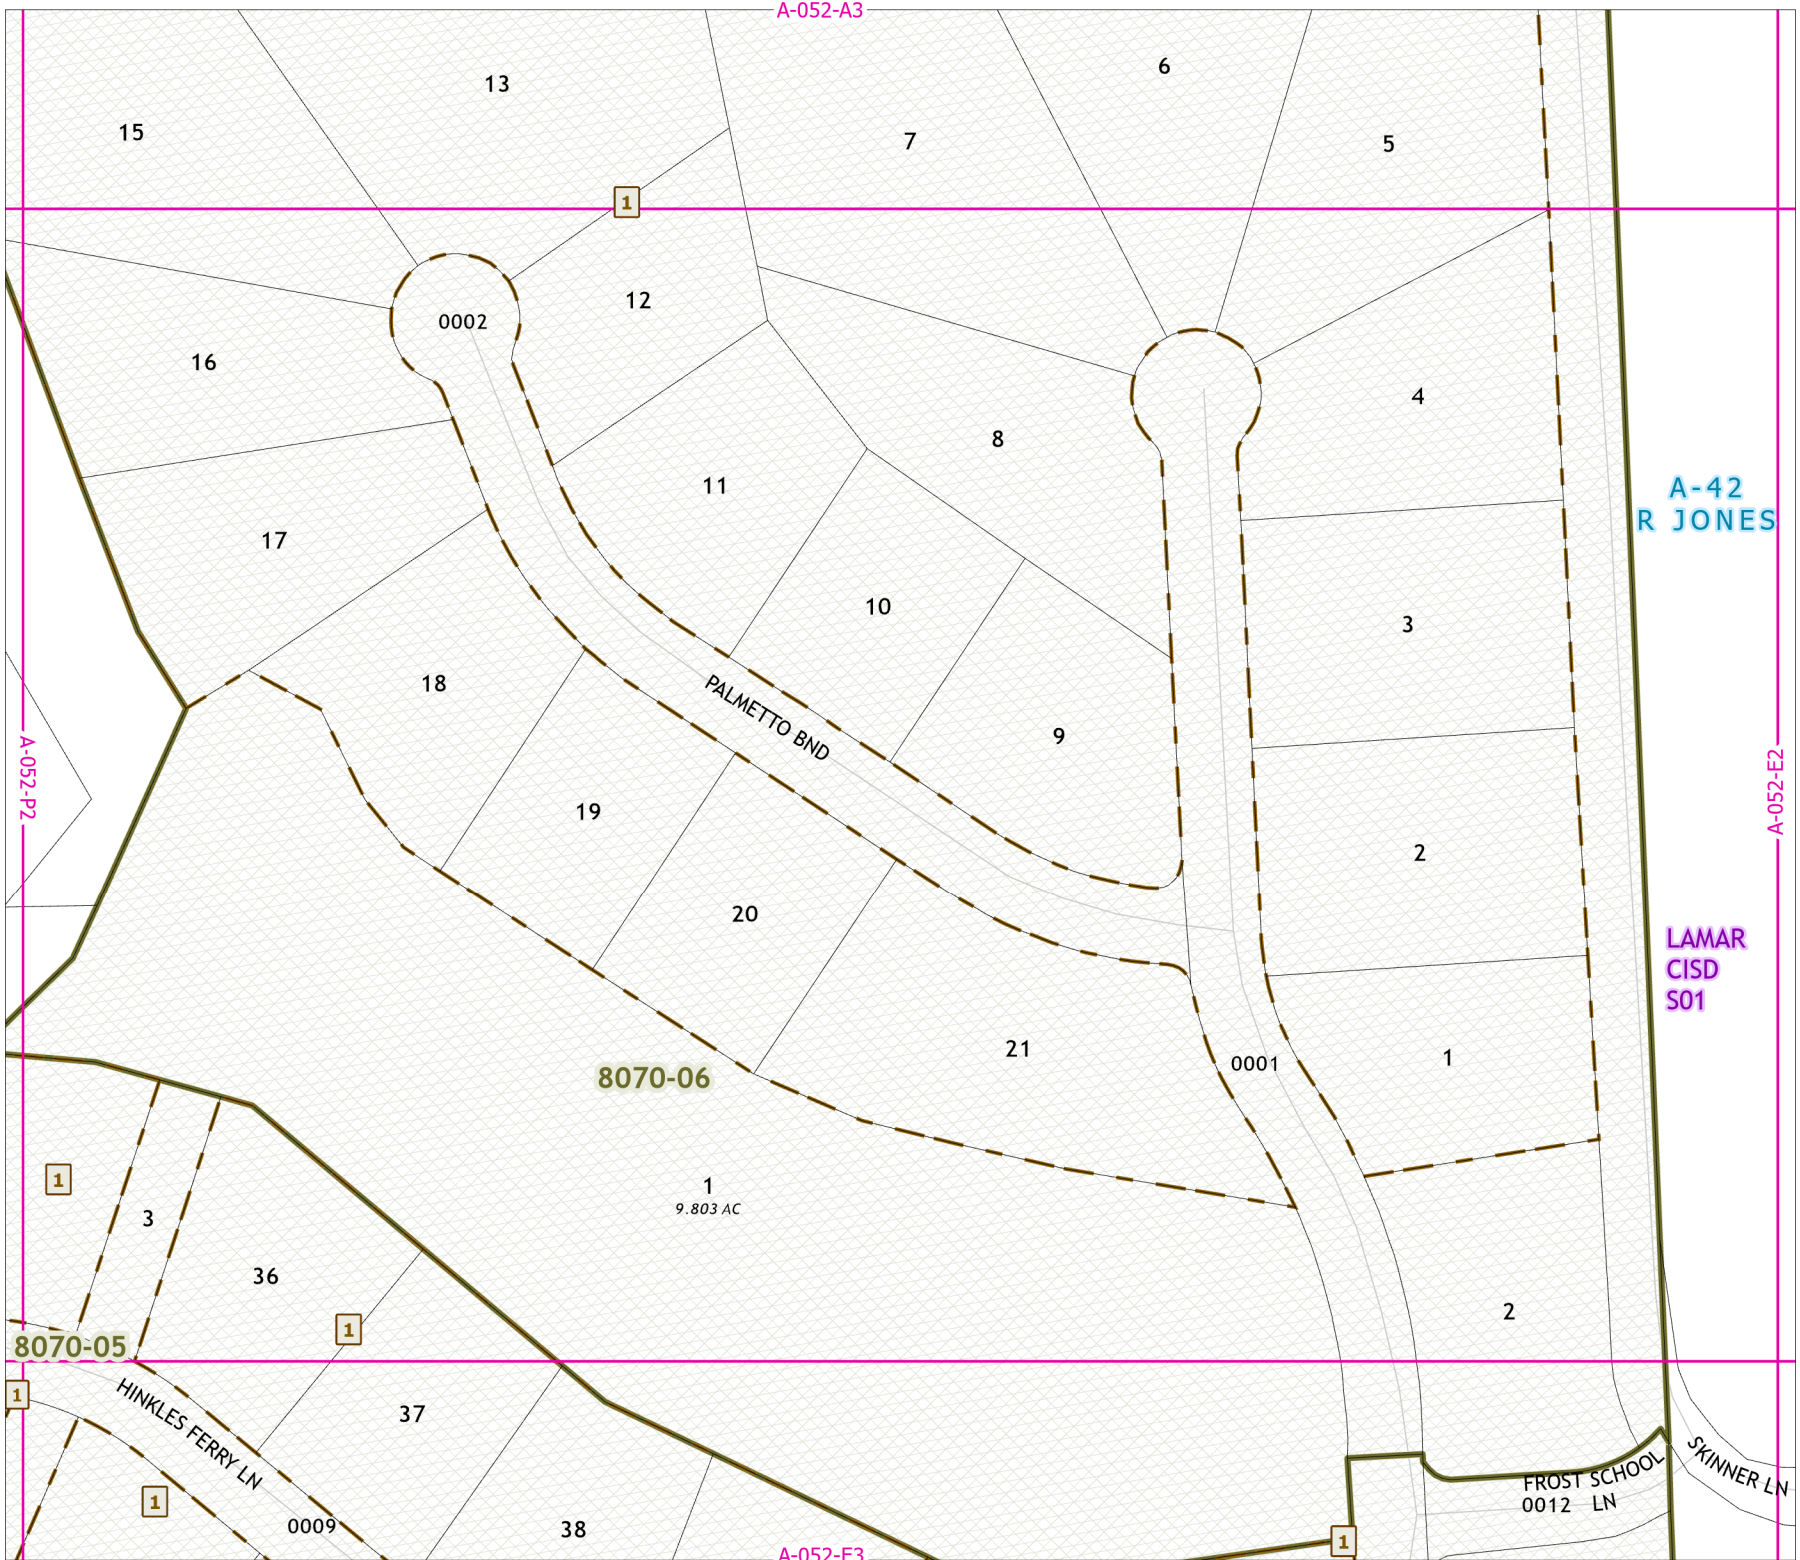 A-052-A3
6
13
15
7
5
1
12
0002
16
4
8
11
A-42
R JONES
17
10
3
18
PALMETTO BND
9
A-052-P2
A-052-E2
19
2
20
LAMAR
CISD
S01
21
1
0001
8070-06
1
1
9.803 AC
3
36
2
1
8070-05
1
HINKLES FERRY LN
37
SKINNER LN
FROST SCHOOL
LN
0012
1
0009
38
1
A-052-E3